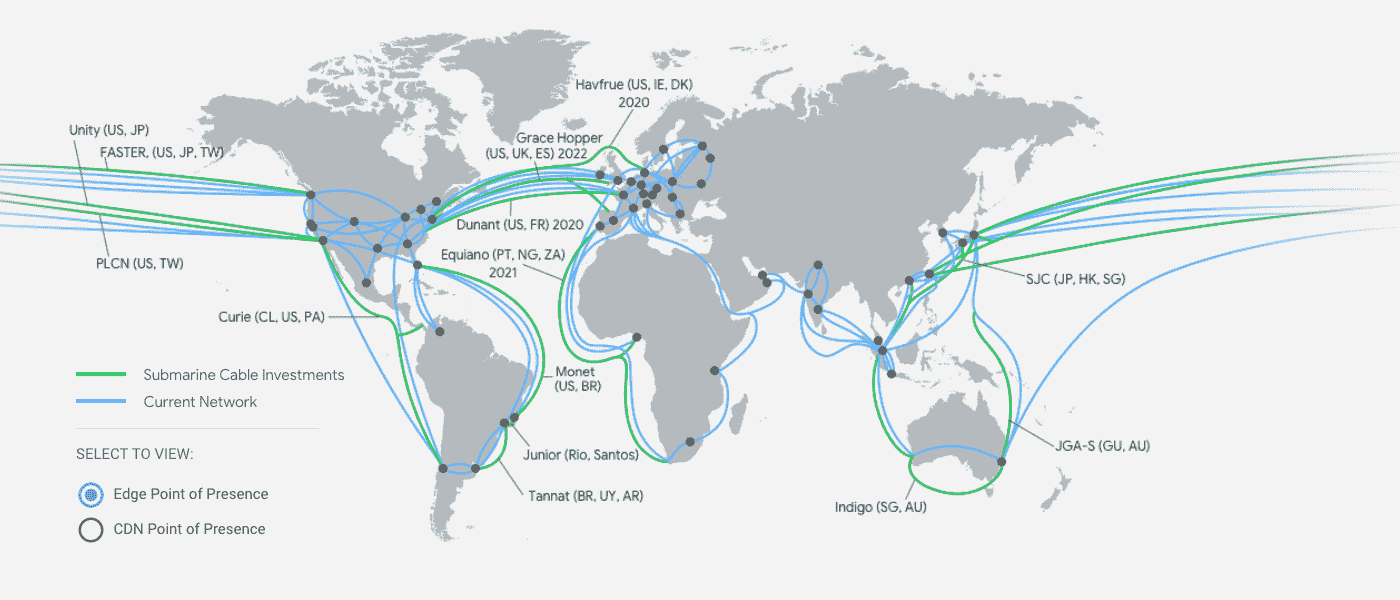 Havfrue (US, IE, DK)
2020
Unity (US, JP)
FASTER, (US, JP, TW)
Grace Hopper
(US, UK, ES) 2022
Dunant (US, FR) 2020
Equiano (PT, NG, ZA)
2021
PLCN (US, TW)
SJC (JP, HK, SG)
Curie (CL, US, PA)
Monet
(US, BR)
Submarine Cable Investments
Current Network
JGA-S (GU, AU)
SELECT TO VIEW:
Junior (Rio, Santos)
Edge Point of Presence
Tannat (BR, UY, AR)
Indigo (SG, AU)
CDN Point of Presence